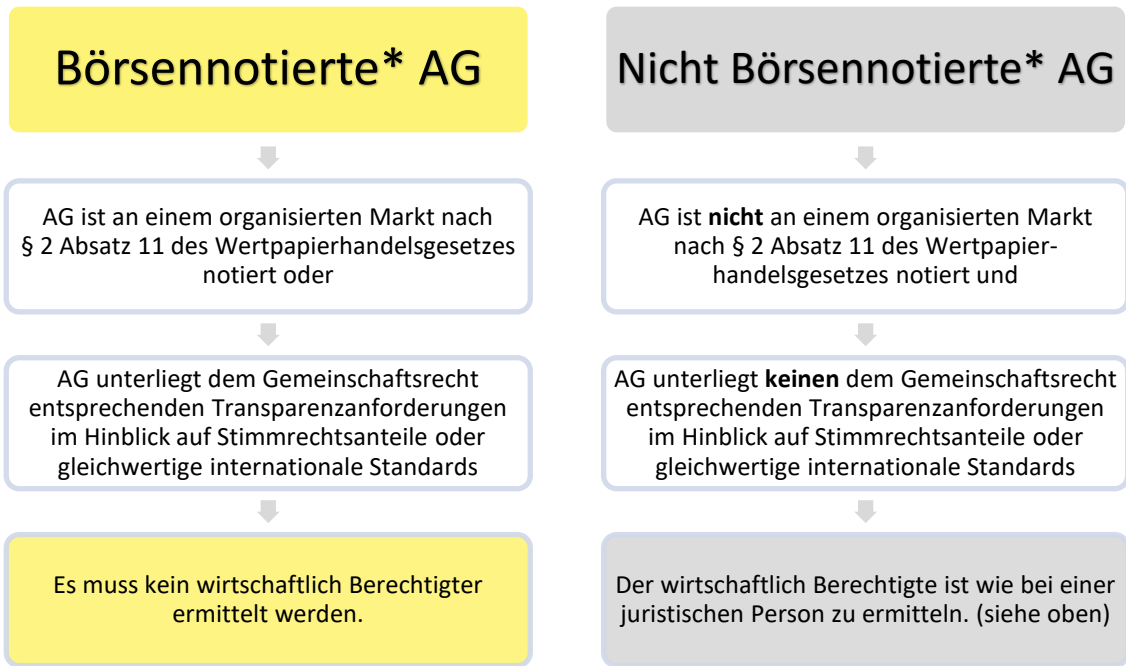 Börsennotierte* AG
AG ist an einem organisierten Markt nach
§ 2 Absatz 11 des Wertpapierhandelsgesetzes
notiert oder
AG unterliegt dem Gemeinschaftsrecht
entsprechenden Transparenzanforderungen
im Hinblick auf Stimmrechtsanteile oder
gleichwertige internationale Standards
Es muss kein wirtschaftlich Berechtigter
ermittelt werden.
Nicht Börsennotierte* AG
AG ist nicht an einem organisierten Markt
nach § 2 Absatz 11 des Wertpapier-
handelsgesetzes notiert und
AG unterliegt keinen dem Gemeinschaftsrecht
entsprechenden Transparenzanforderungen
im Hinblick auf Stimmrechtsanteile oder
gleichwertige internationale Standards
Der wirtschaftlich Berechtigte ist wie bei einer
juristischen Person zu ermitteln. (siehe oben)